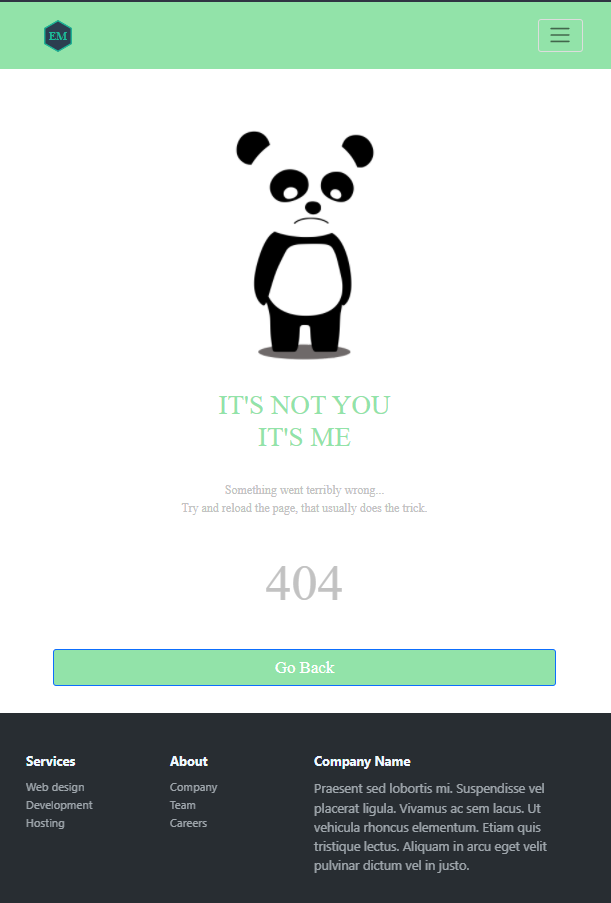 EM
IT'S NOT YOU
IT'S ME
Something went terribly wrong...
Try and reload the page, that usually does the trick.
404
Go Back
Services
Web design
Development
Hosting
About
Company
Team
Careers
Company Name
Praesent sed lobortis mi. Suspendisse vel
placerat ligula. Vivamus ac sem lacus. Ut
vehicula rhoncus elementum. Etiam quis
tristique lectus. Aliquam in arcu eget velit
pulvinar dictum vel in justo.